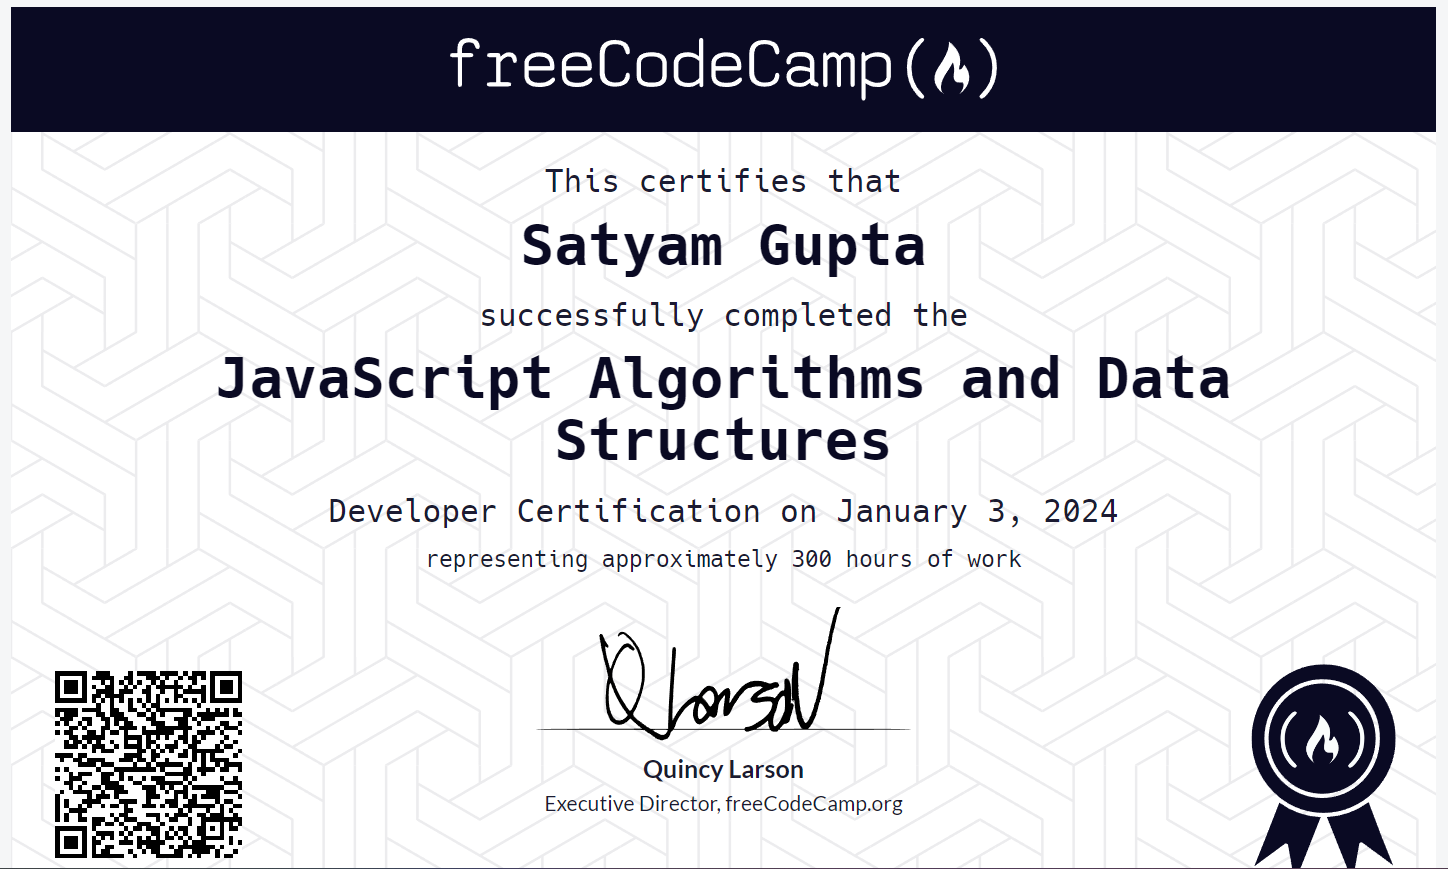 freeCodeCamp
This certifies that
Satyam Gupta
successfully completed the
JavaScript Algorithms and Data
Structures
Developer Certification on January 3, 2024
representing approximately 300 hours of work
Quincy Larson
Executive Director, freeCodeCamp.org